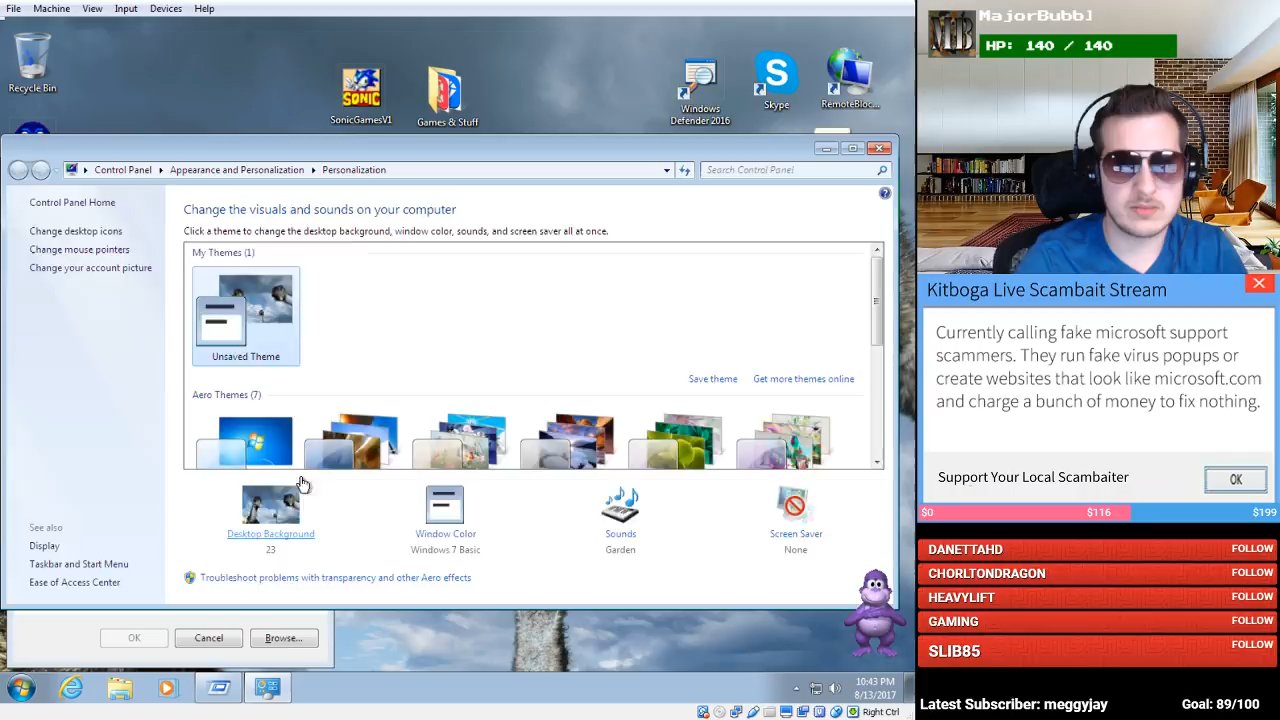 File Machine View Input Devices Help
MajorBubb]
HP: 140 / 140
Recycle Bin
SONIC
SonicGamesV1
Games & Stuff
Windows
Defender 2016
Skype
RemoteBloc...
Control Panel Appearance and Personalization Personalization
Search Control Panel
Control Panel Home
Change desktop icons
Change mouse pointers
Change your account picture
Change the visuals and sounds on your computer
Click a theme to change the desktop background, window color, sounds, and screen saver all at once.
My Themes (1)
Unsaved Theme
Save theme Get more themes online
Aero Themes (7)
Desktop Background
23
Window Color
Windows 7 Basic
Sounds
Garden
Screen Saver
None
See also
Display
Taskbar and Start Menu
Ease of Access Center
Troubleshoot problems with transparency and other Aero effects
OK Cancel Browse...
10:43 PM
8/13/2017
Right Ctrl
Kitboga Live Scambait Stream
Currently calling fake microsoft support
scammers. They run fake virus popups or
create websites that look like microsoft.com
and charge a bunch of money to fix nothing.
Support Your Local Scambaiter OK
$0 $116 $199
DANETTAHD FOLLOW
CHORLTONDRAGON FOLLOW
HEAVYLIFT FOLLOW
GAMING FOLLOW
SLIB85 FOLLOW
Latest Subscriber: meggyjay Goal: 89/100